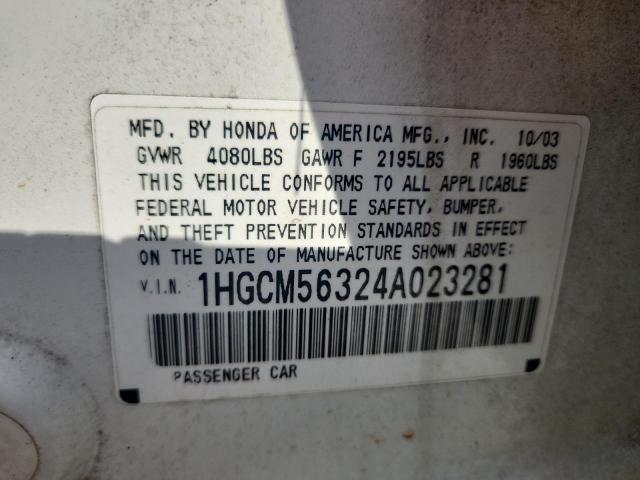 MFD. BY HONDA OF AMERICA MFG., INC. 10/03
GVWR 4080LBS GAWR F 2195LBS R 1960LBS
THIS VEHICLE CONFORMS TO ALL APPLICABLE
FEDERAL MOTOR VEHICLE SAFETY, BUMPER,
AND THEFT PREVENTION STANDARDS IN EFFECT
ON THE DATE OF MANUFACTURE SHOWN ABOVE:
V.I.N. 1HGCM56324A023281
PASSENGER CAR